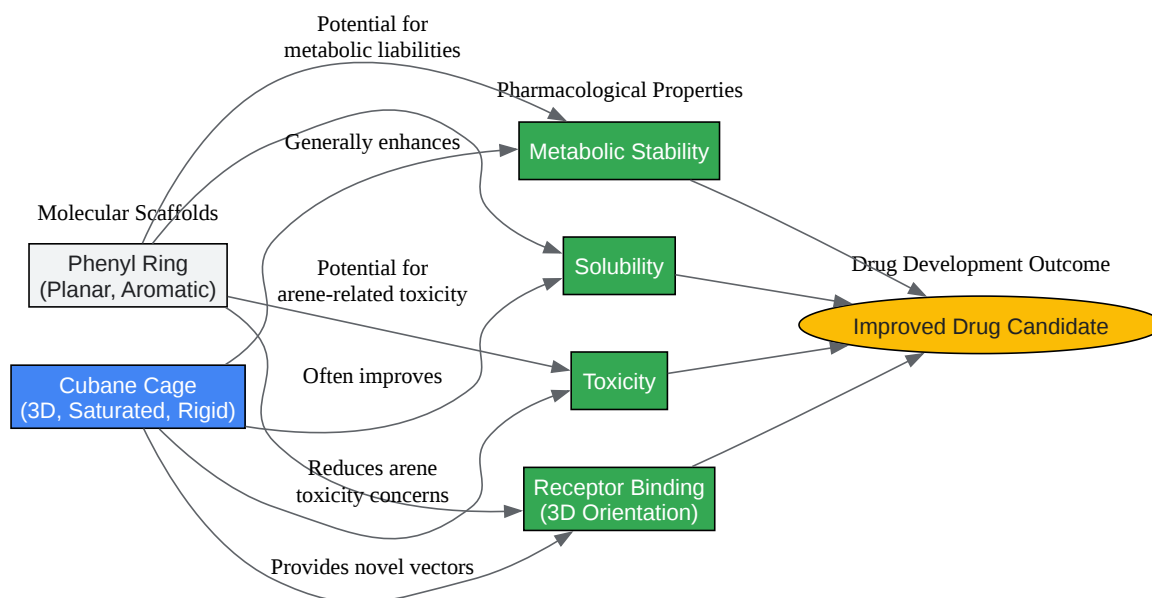 Potential for
metabolic liabilities
Pharmacological Properties
Generally enhances
Metabolic Stability
Molecular Scaffolds
Phenyl Ring
(Planar, Aromatic)
Potential for
arene-related toxicity
Solubility
Drug Development Outcome
Improved Drug Candidate
Cubane Cage
(3D, Saturated, Rigid)
Often improves
Toxicity
Reduces arene
toxicity concerns
Receptor Binding
(3D Orientation)
Provides novel vectors